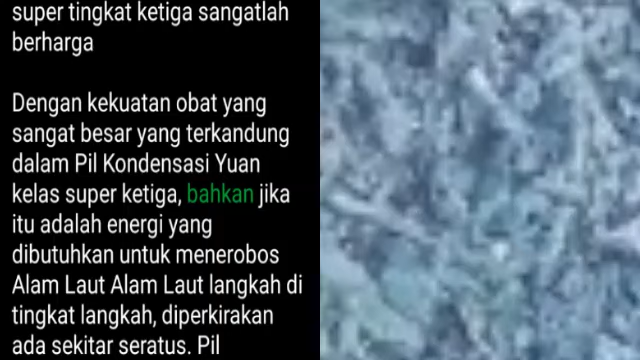 super tingkat ketiga sangatlah
berharga
Dengan kekuatan obat yang
sangat besar yang terkandung
dalam Pil Kondensasi Yuan
kelas super ketiga, bahkan jika
itu adalah energi yang
dibutuhkan untuk menerobos
Alam Laut Alam Laut langkah di
tingkat langkah, diperkirakan
ada sekitar seratus. Pil